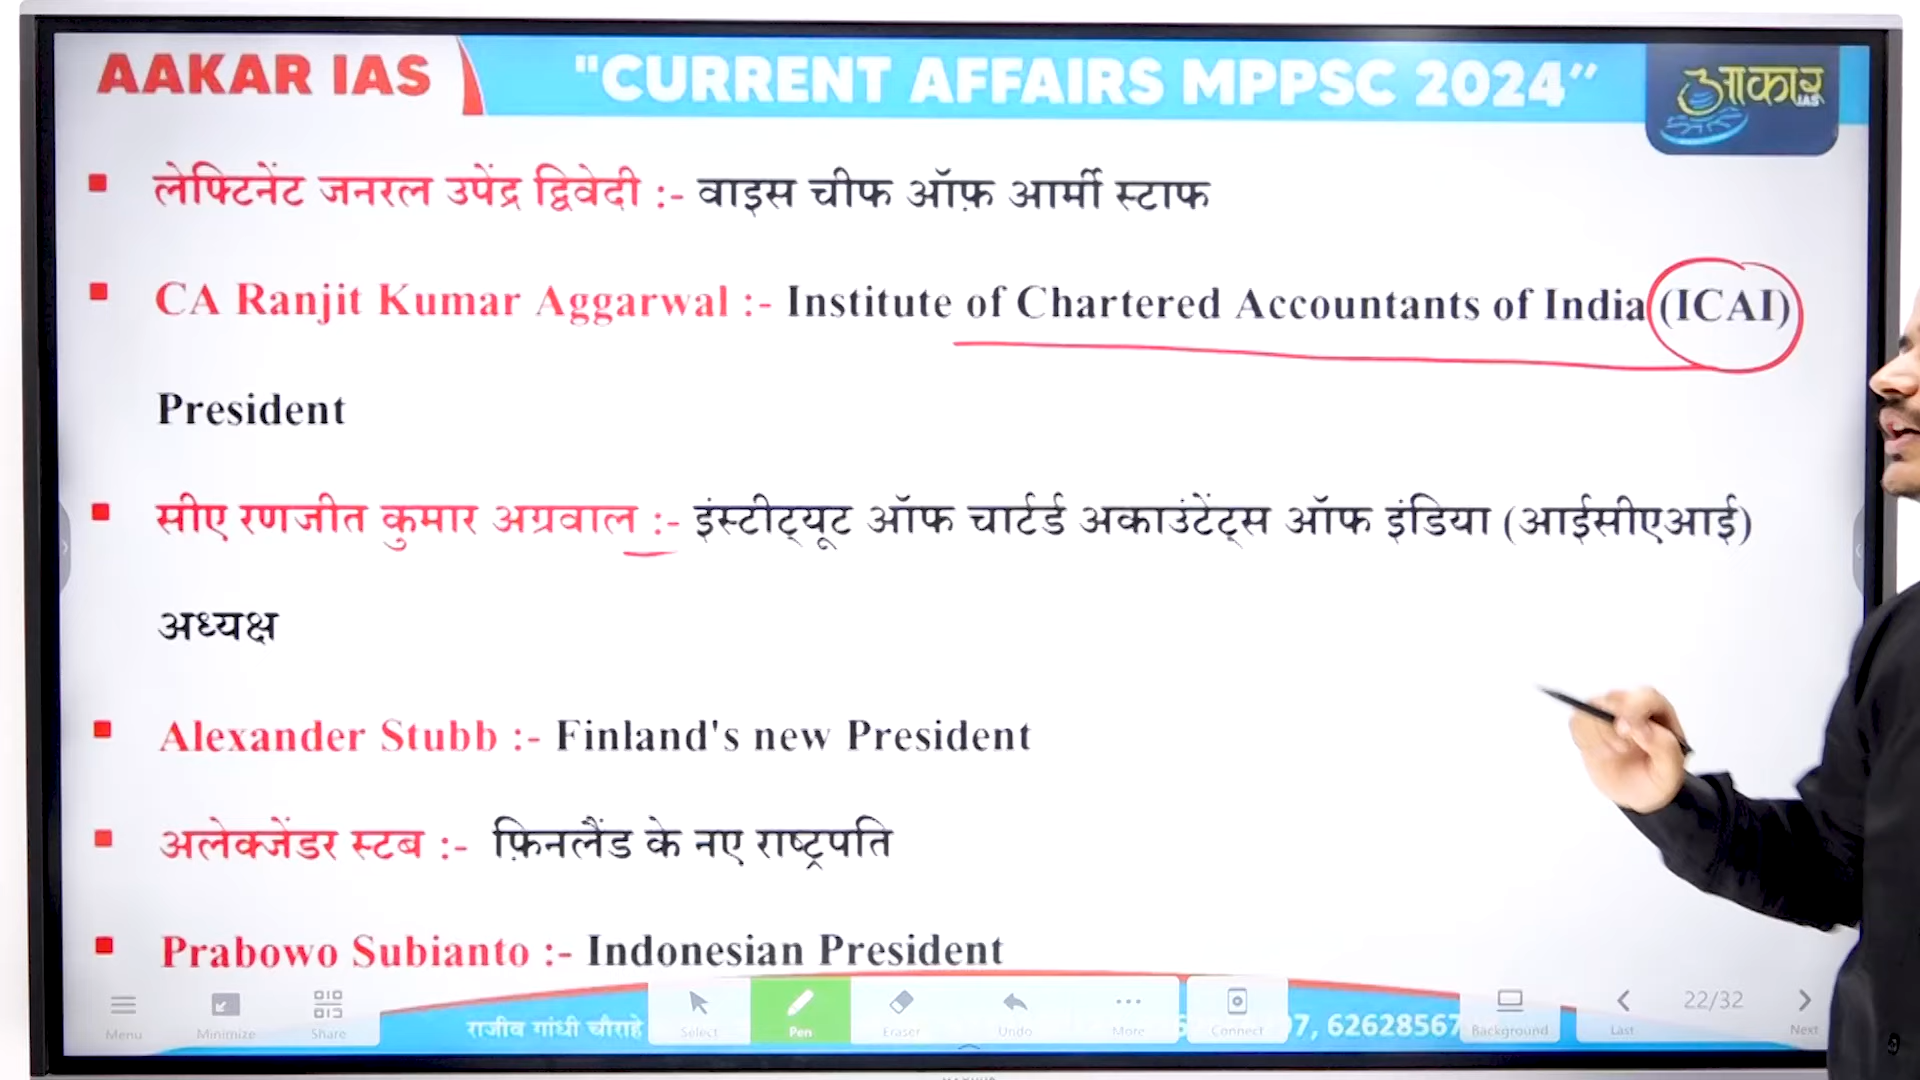 AAKAR IAS
"CURRENT AFFAIRS MPPSC 2024”
आकार
IAS
लेफ्टिनेंट जनरल उपेंद्र द्विवेदी :- वाइस चीफ ऑफ़ आर्मी स्टाफ
CA Ranjit Kumar Aggarwal :- Institute of Chartered Accountants of India (ICAI)
President
सीए रणजीत कुमार अग्रवाल :- इंस्टीट्यूट ऑफ चार्टर्ड अकाउंटेंट्स ऑफ इंडिया (आईसीएआई)
अध्यक्ष
Alexander Stubb :- Finland's new President
अलेक्जेंडर स्टब :- फ़िनलैंड के नए राष्ट्रपति
Prabowo Subianto :- Indonesian President
Menu Minimize Share Select Pen Eraser Undo More Connect Background Last 22/32 Next
राजीव गांधी चौराहे